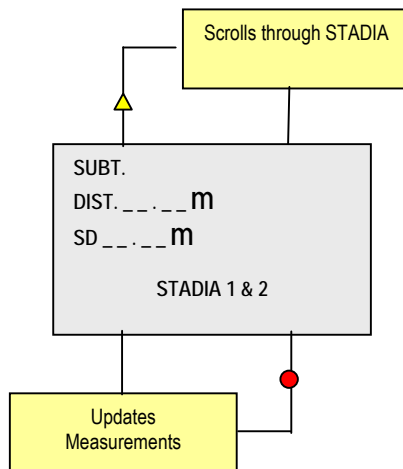 Scrolls through STADIA
SUBT.
DIST. _ _ . _ _ m
SD _ _ . _ _ m
STADIA 1 & 2
Updates
Measurements